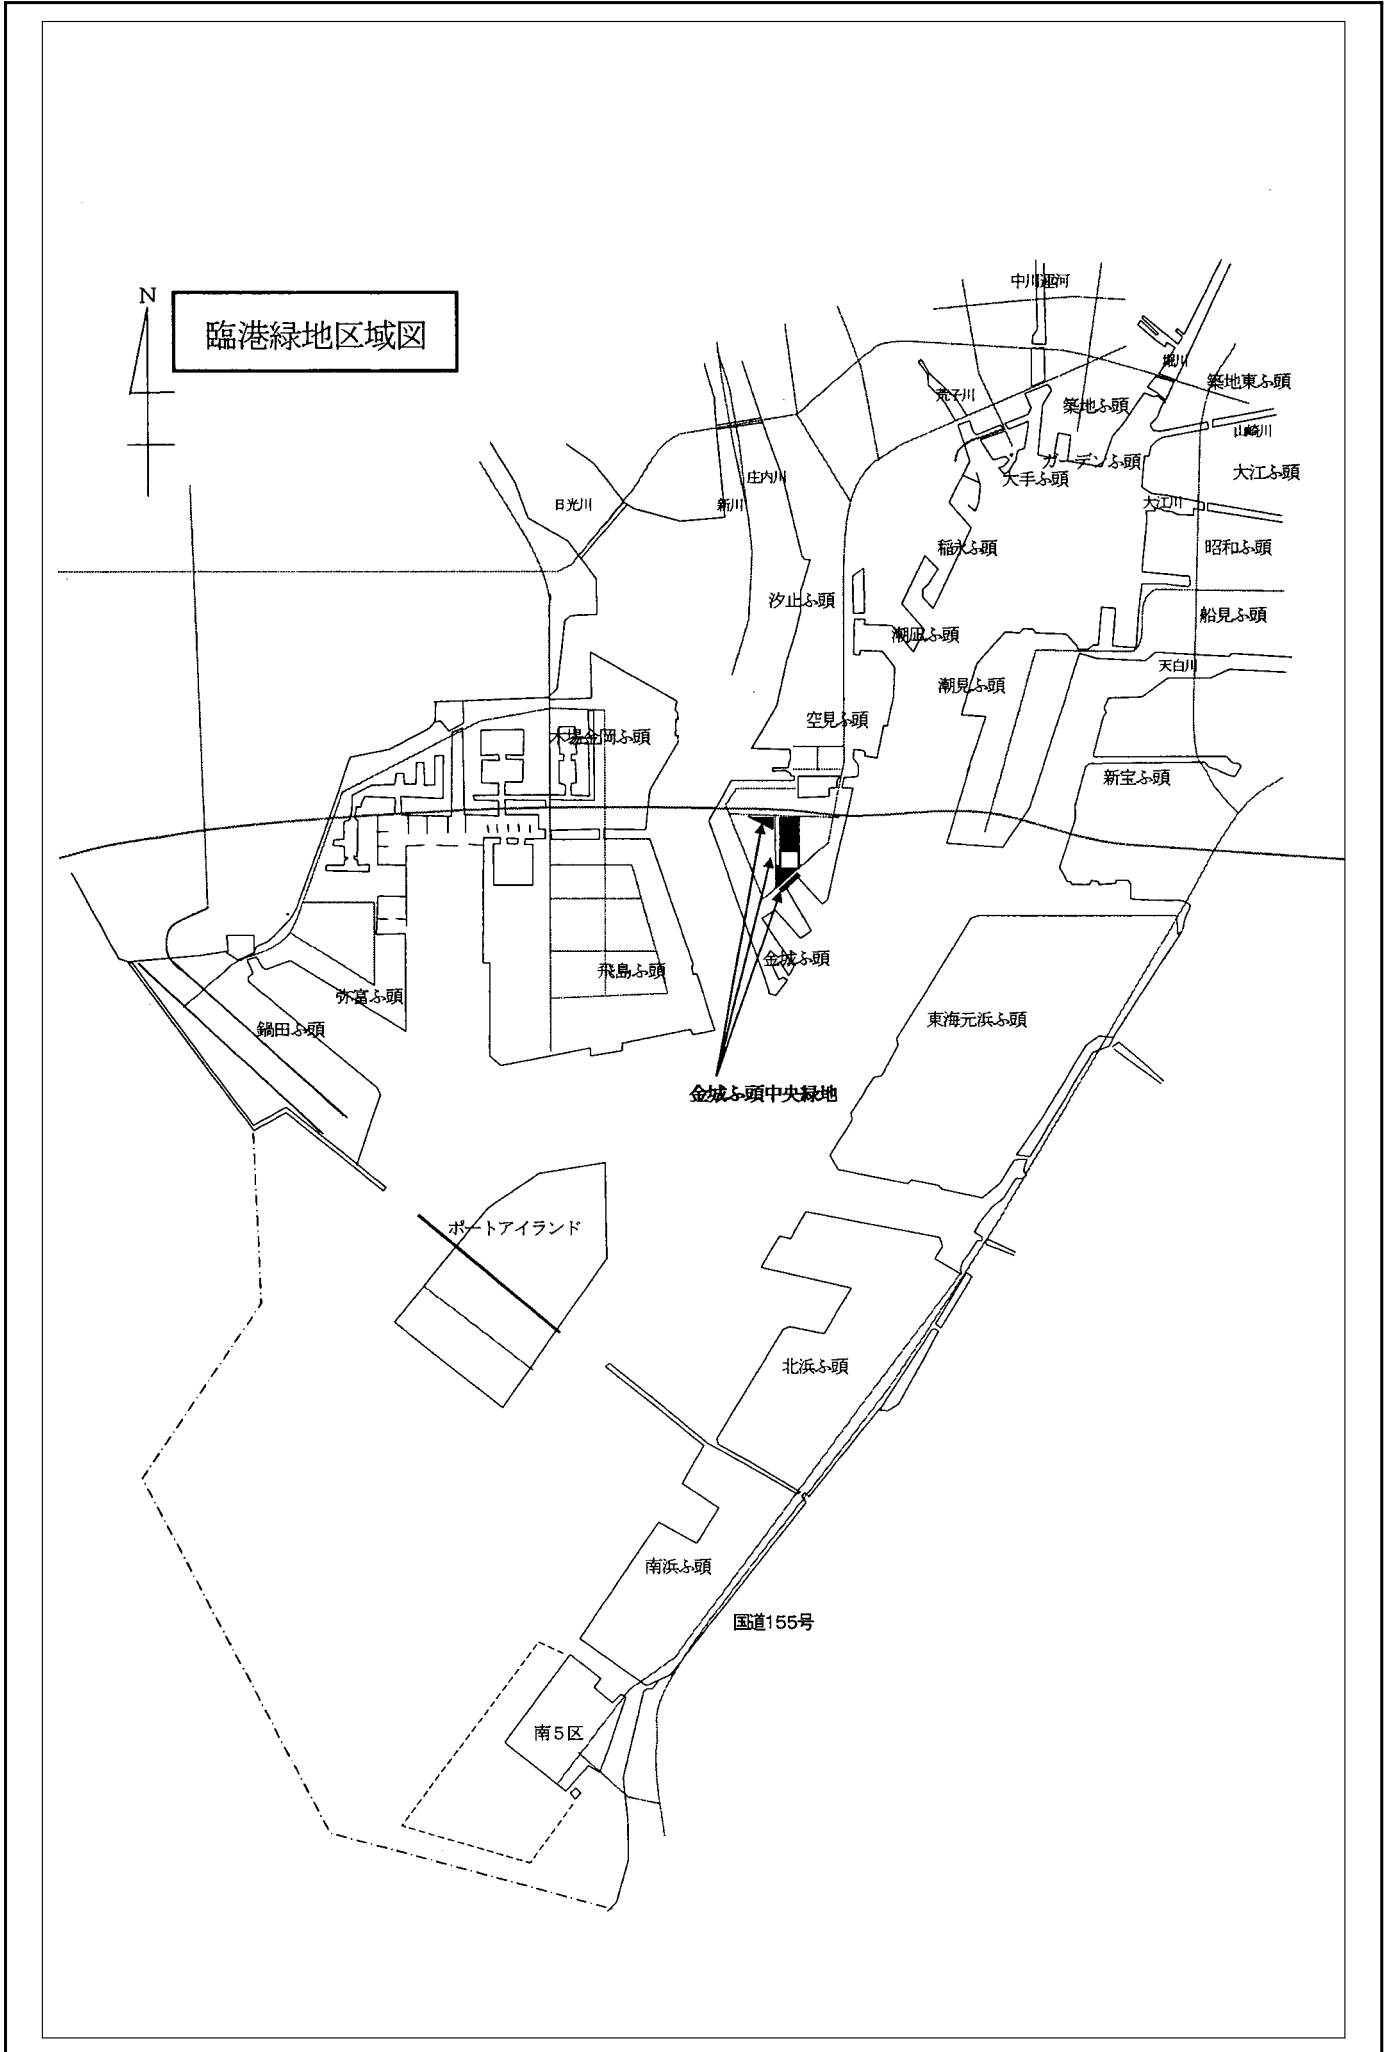 N
臨港緑地区域図
中川運河
堀川
荒子川
築地東ふ頭
築地ふ頭
山崎川
ガーデンふ頭
大江ふ頭
大手ふ頭
庄内川
日光川
新川
大江川
稲永ふ頭
昭和ふ頭
汐止ふ頭
船見ふ頭
潮凪ふ頭
天白川
潮見ふ頭
空見ふ頭
木場金岡ふ頭
新宝ふ頭
金城ふ頭
飛島ふ頭
弥富ふ頭
東海元浜ふ頭
鍋田ふ頭
金城ふ頭中央緑地
ポートアイランド
北浜ふ頭
南浜ふ頭
国道155号
南5区